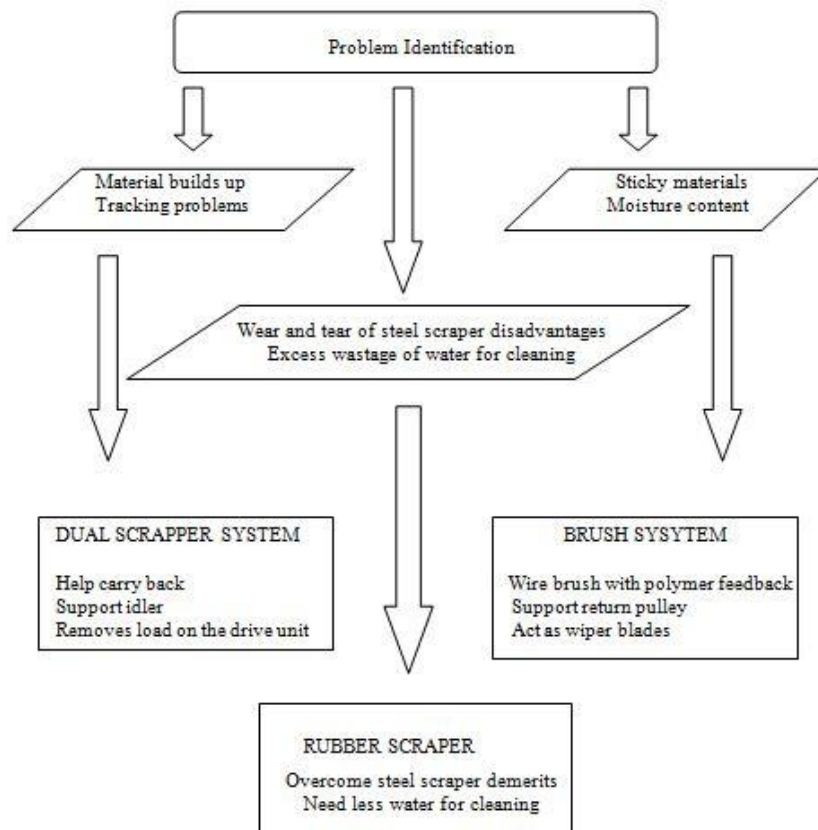 Problem Identification
Material builds up
Tracking problems
Sticky materials
Moisture content
Wear and tear of steel scraper disadvantages
Excess wastage of water for cleaning
DUAL SCRAPPER SYSTEM
Help carry back
Support idler
Removes load on the drive unit
BRUSH SYSYTEM
Wire brush with polymer feedback
Support return pulley
Act as wiper blades
RUBBER SCRAPER
Overcome steel scraper demerits
Need less water for cleaning